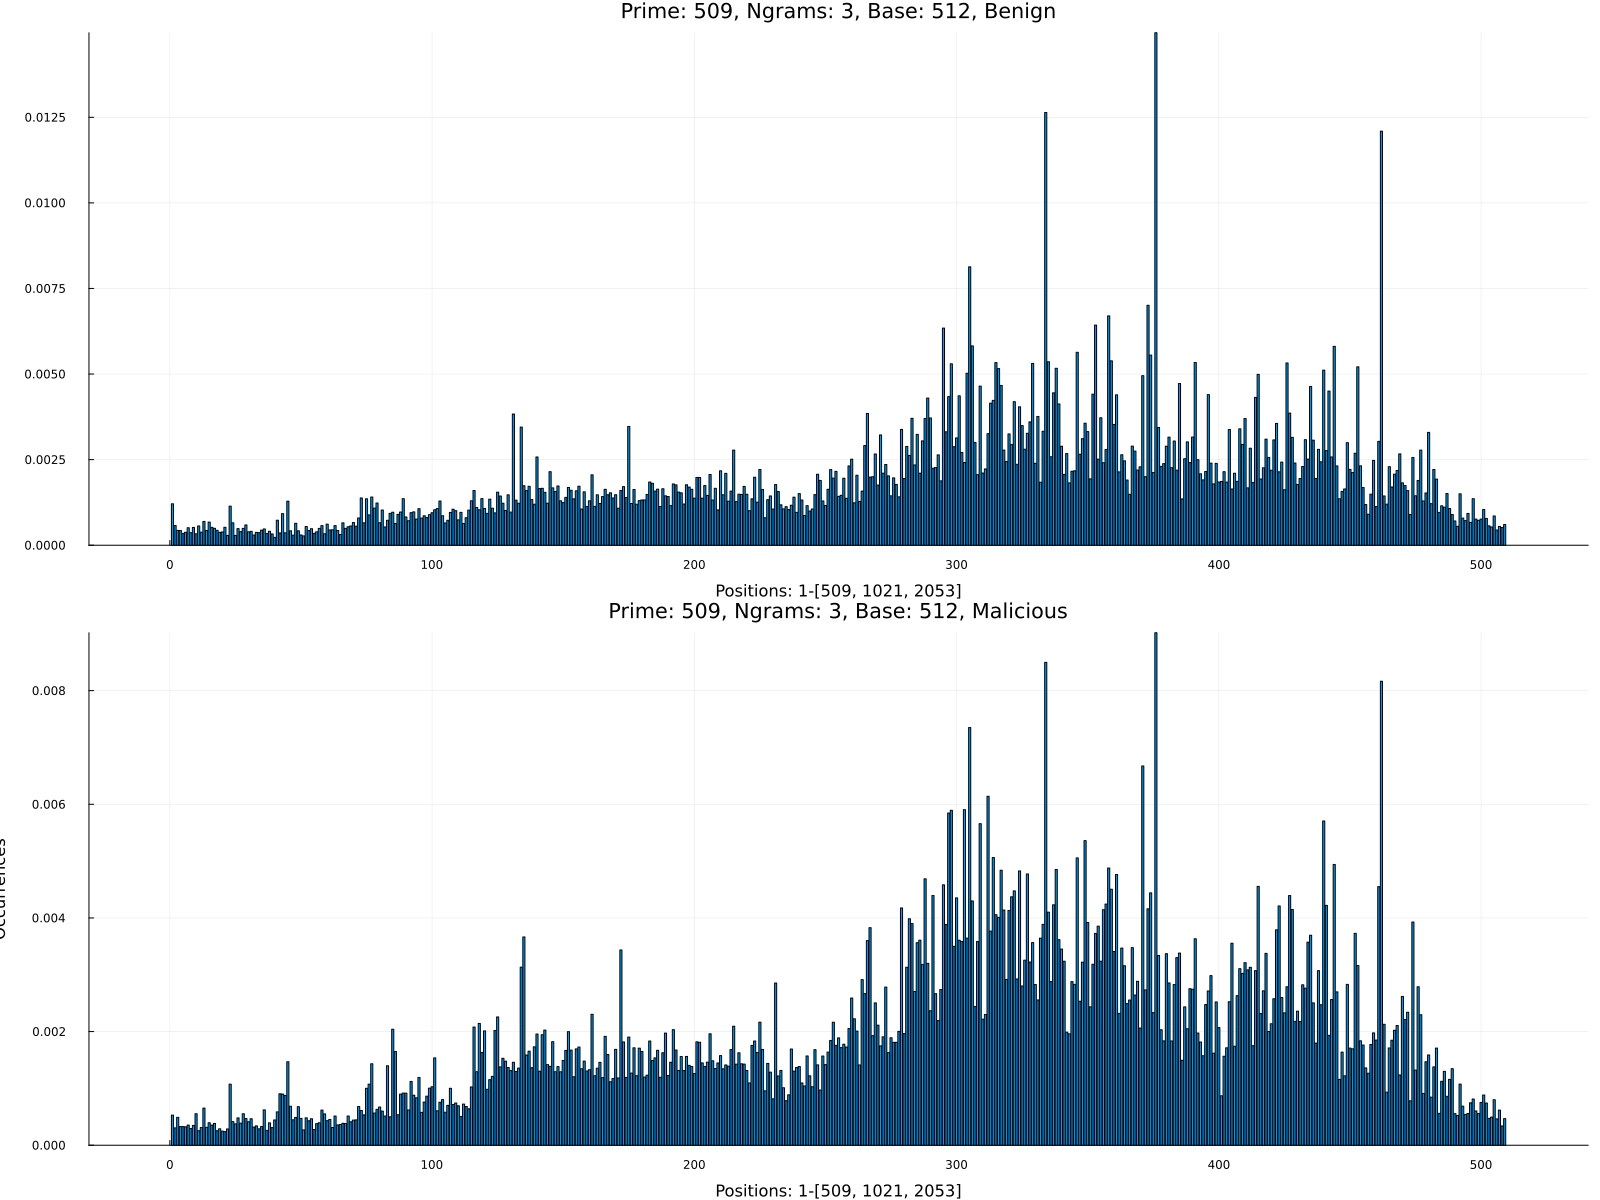 Prime: 509, Ngrams: 3, Base: 512, Benign
0.0125
0.0100
0.0075
0.0050
0.0025
0.0000
0 100 200 300 400 500
Positions: 1-[509, 1021, 2053]
Prime: 509, Ngrams: 3, Base: 512, Malicious
0.008
0.006
0.004
0.002
0.000
Occurrences
0 100 200 300 400 500
Positions: 1-[509, 1021, 2053]